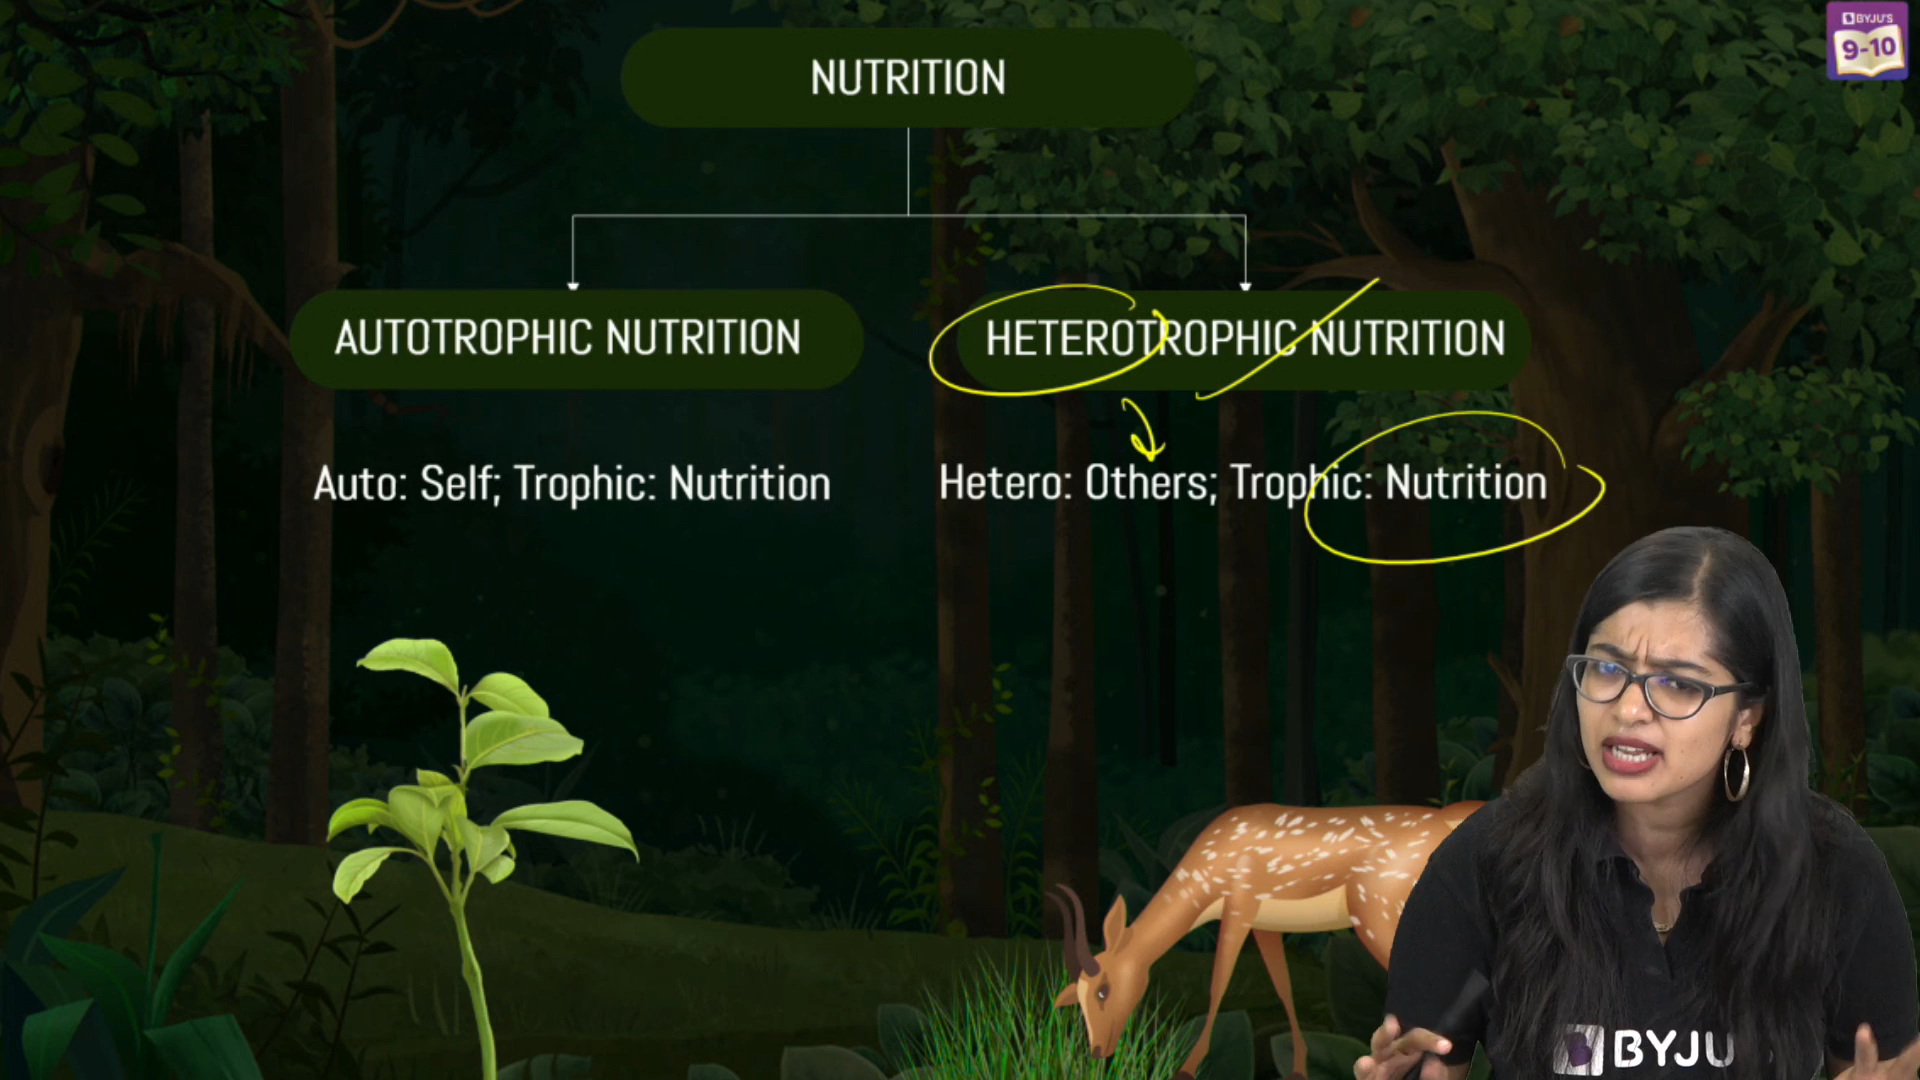 NUTRITION
BYJU'S
9-10
AUTOTROPHIC NUTRITION
HETEROTROPHIC NUTRITION
Auto: Self; Trophic: Nutrition
Hetero: Others; Trophic: Nutrition
BYJU